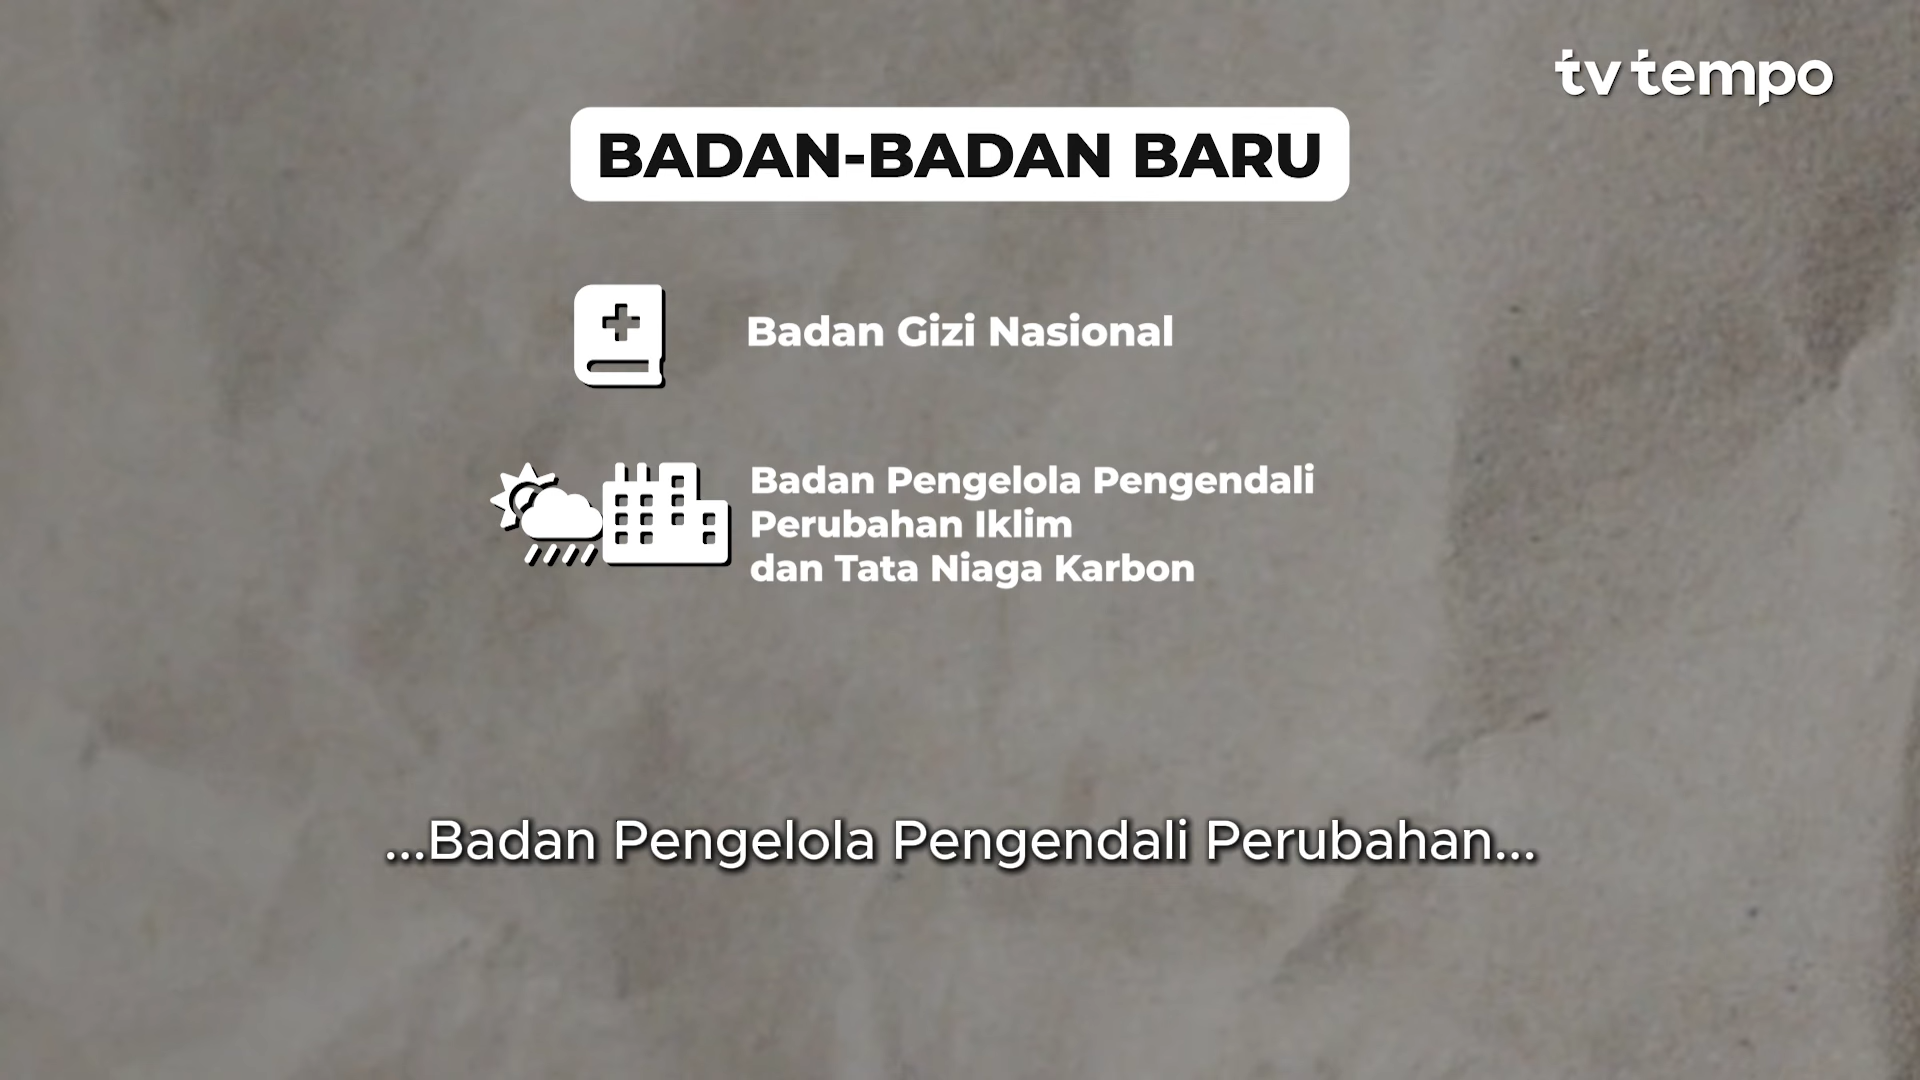 tv tempo
BADAN-BADAN BARU
Badan Gizi Nasional
Badan Pengelola Pengendali
Perubahan Iklim
dan Tata Niaga Karbon
...Badan Pengelola Pengendali Perubahan...